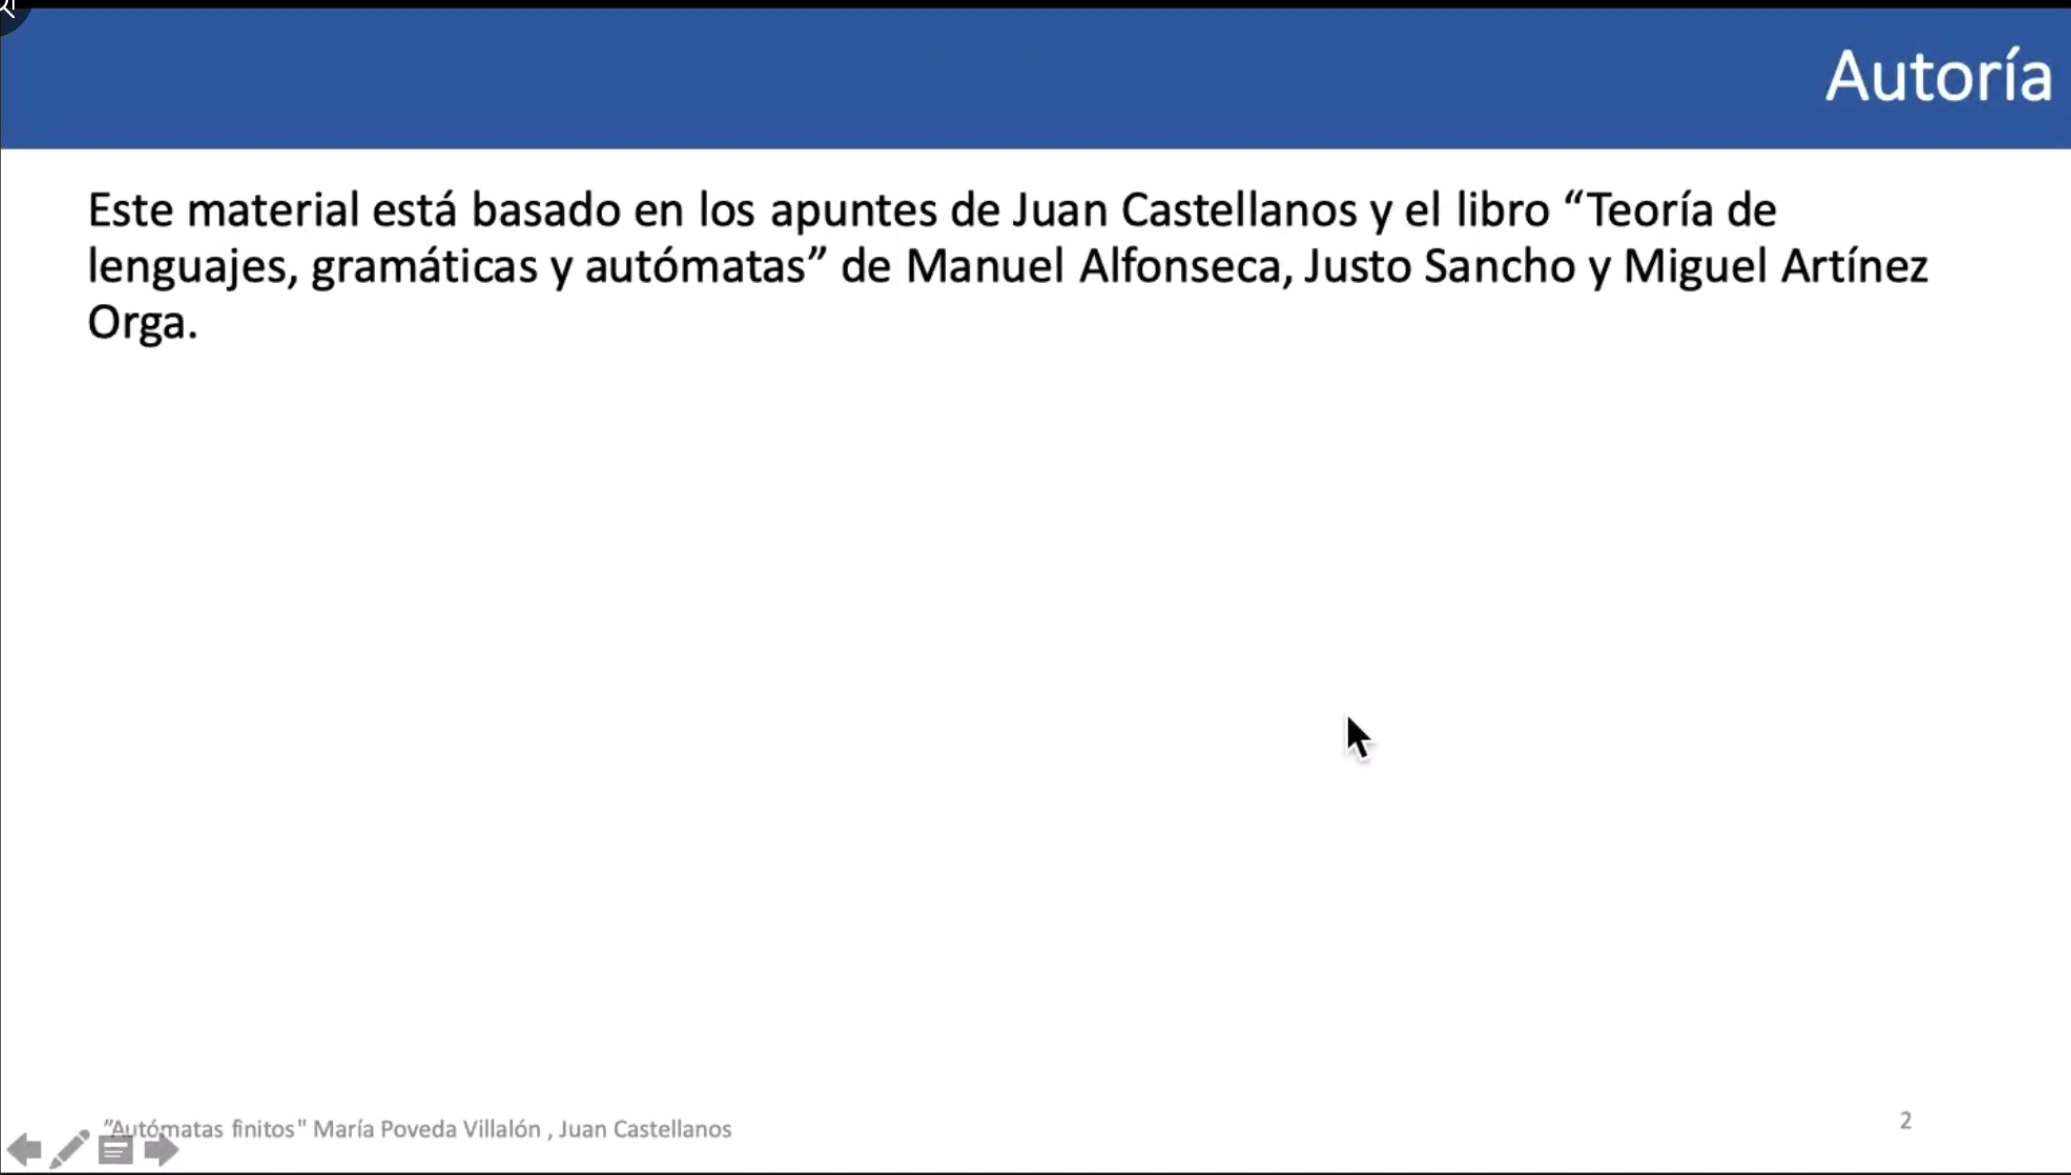 Autoría
Este material está basado en los apuntes de Juan Castellanos y el libro “Teoría de
lenguajes, gramáticas y autómatas” de Manuel Alfonseca, Justo Sancho y Miguel Artínez
Orga.
"Autómatas finitos" María Poveda Villalón , Juan Castellanos
2